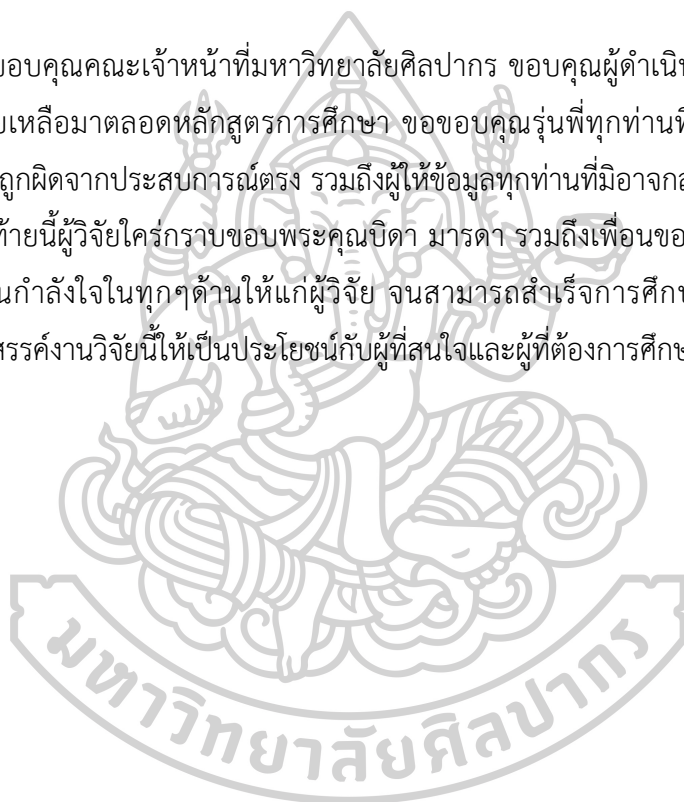 ขอบคุณคณะเจ้าหน้าที่มหาวิทยาลัยศิลปากร ขอบคุณผู้ดำเนิน
เหลือมาตลอดหลักสูตรการศึกษา ขอขอบคุณรุ่นพี่ทุกท่านที่
ถูกผิดจากประสบการณ์ตรง รวมถึงผู้ให้ข้อมูลทุกท่านที่มิอาจกล
ท้ายนี้ผู้วิจัยใคร่กราบขอบพระคุณบิดา มารดา รวมถึงเพื่อนขอ
นกำลังใจในทุกๆด้านให้แก่ผู้วิจัย จนสามารถสำเร็จการศึกษ
สรรค์งานวิจัยนี้ให้เป็นประโยชน์กับผู้ที่สนใจและผู้ที่ต้องการศึกษ
มหาวิทยาลัยศิลปากร